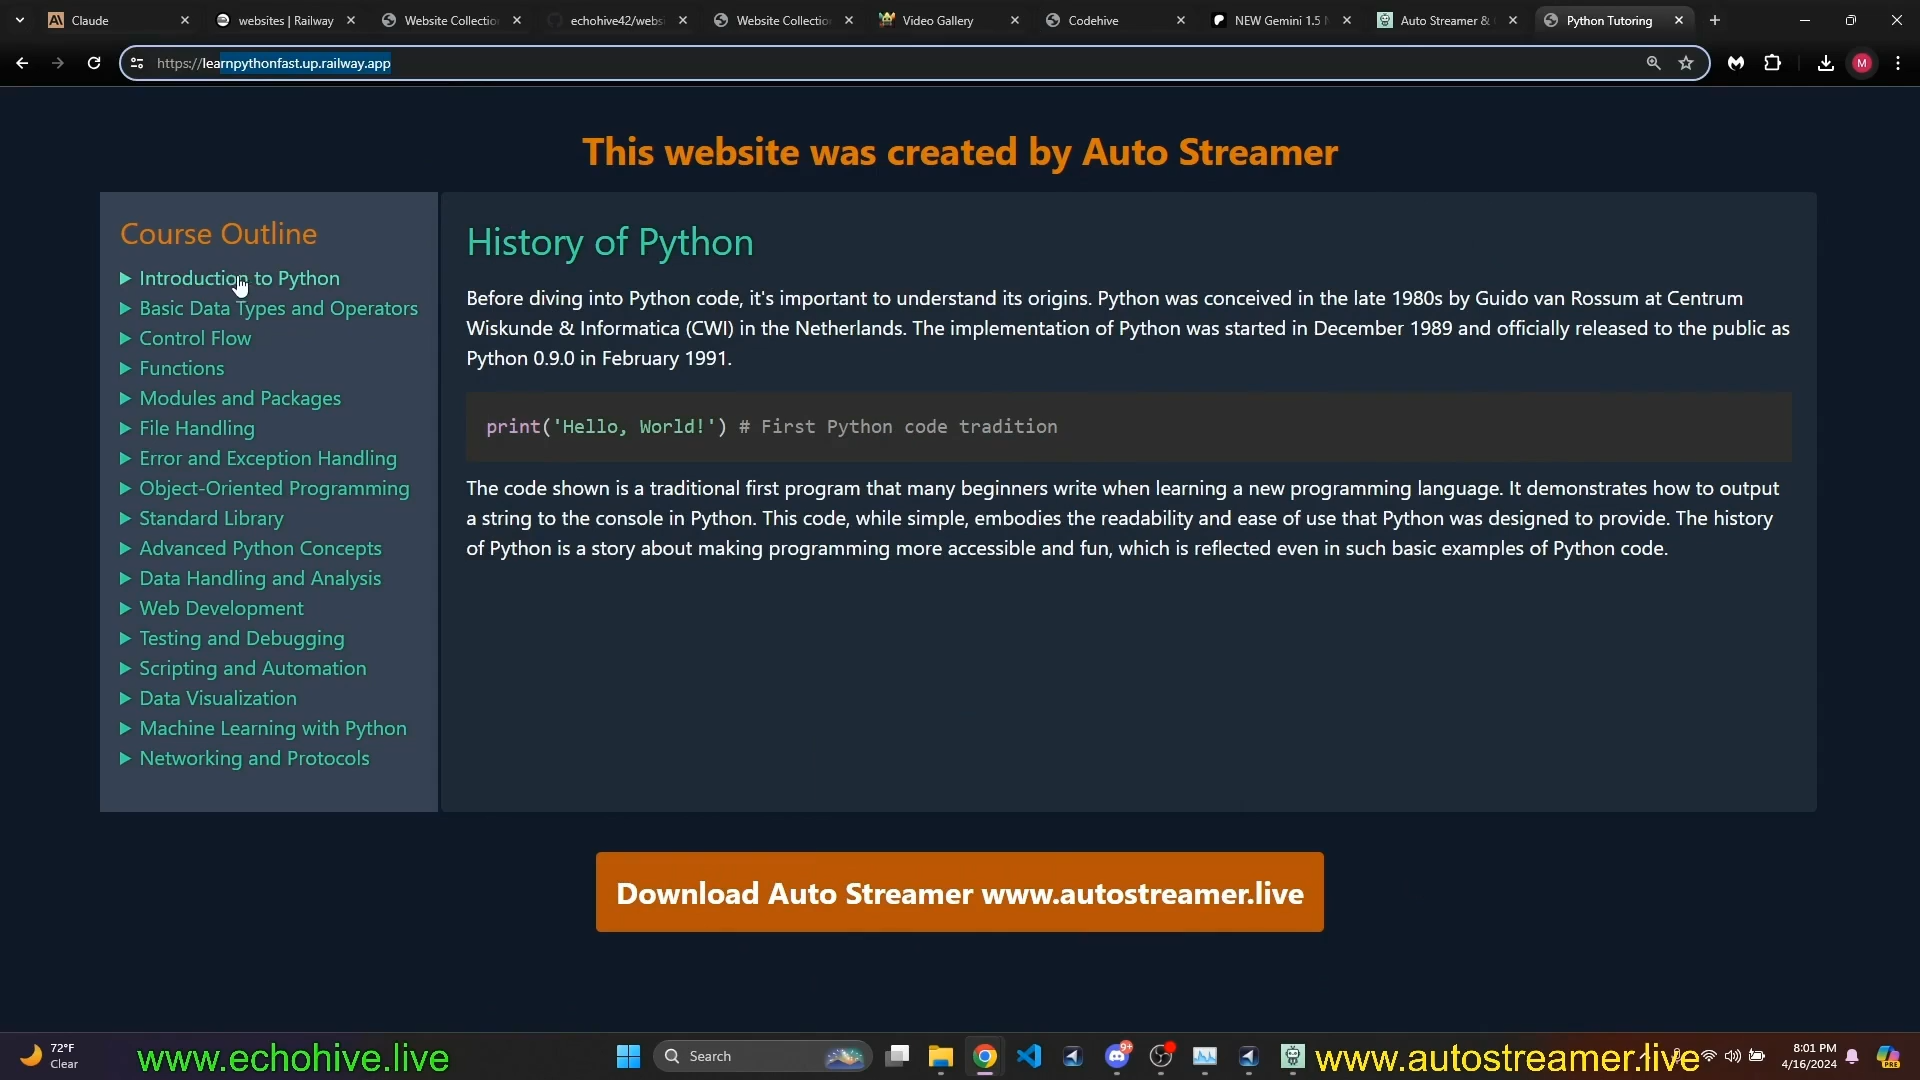 Claude
websites | Railway
Website Collectio
echohive42/webs
Website Collectio
Video Gallery
Codehive
NEW Gemini 1.5
Auto Streamer &
Python Tutoring
https://learnpythonfast.up.railway.app
M
This website was created by Auto Streamer
Course Outline
Introduction to Python
Basic Data Types and Operators
Control Flow
Functions
Modules and Packages
File Handling
Error and Exception Handling
Object-Oriented Programming
Standard Library
Advanced Python Concepts
Data Handling and Analysis
Web Development
Testing and Debugging
Scripting and Automation
Data Visualization
Machine Learning with Python
Networking and Protocols
History of Python
Before diving into Python code, it's important to understand its origins. Python was conceived in the late 1980s by Guido van Rossum at Centrum
Wiskunde & Informatica (CWI) in the Netherlands. The implementation of Python was started in December 1989 and officially released to the public as
Python 0.9.0 in February 1991.
print('Hello, World!') # First Python code tradition
The code shown is a traditional first program that many beginners write when learning a new programming language. It demonstrates how to output
a string to the console in Python. This code, while simple, embodies the readability and ease of use that Python was designed to provide. The history
of Python is a story about making programming more accessible and fun, which is reflected even in such basic examples of Python code.
Download Auto Streamer www.autostreamer.live
72°F
Clear
www.echohive.live
Search
9+
www.autostreamer.live
8:01 PM
4/16/2024
PRE